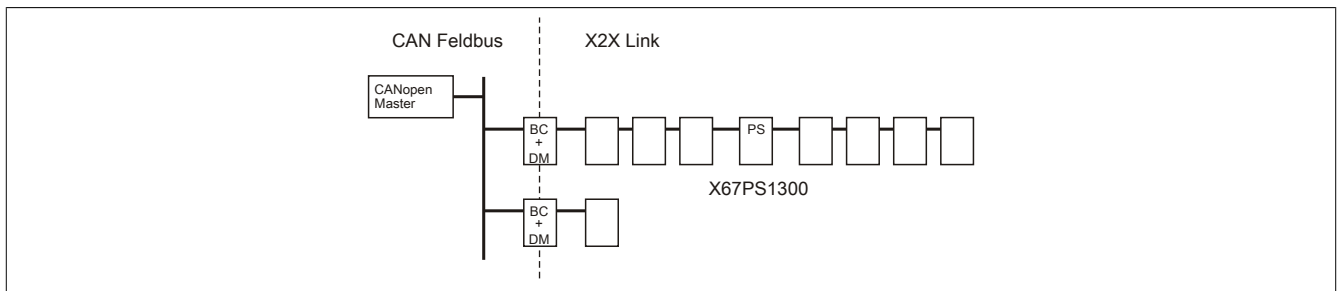 CAN Feldbus
X2X Link
CANopen
Master
BC
+
DM
PS
X67PS1300
BC
+
DM